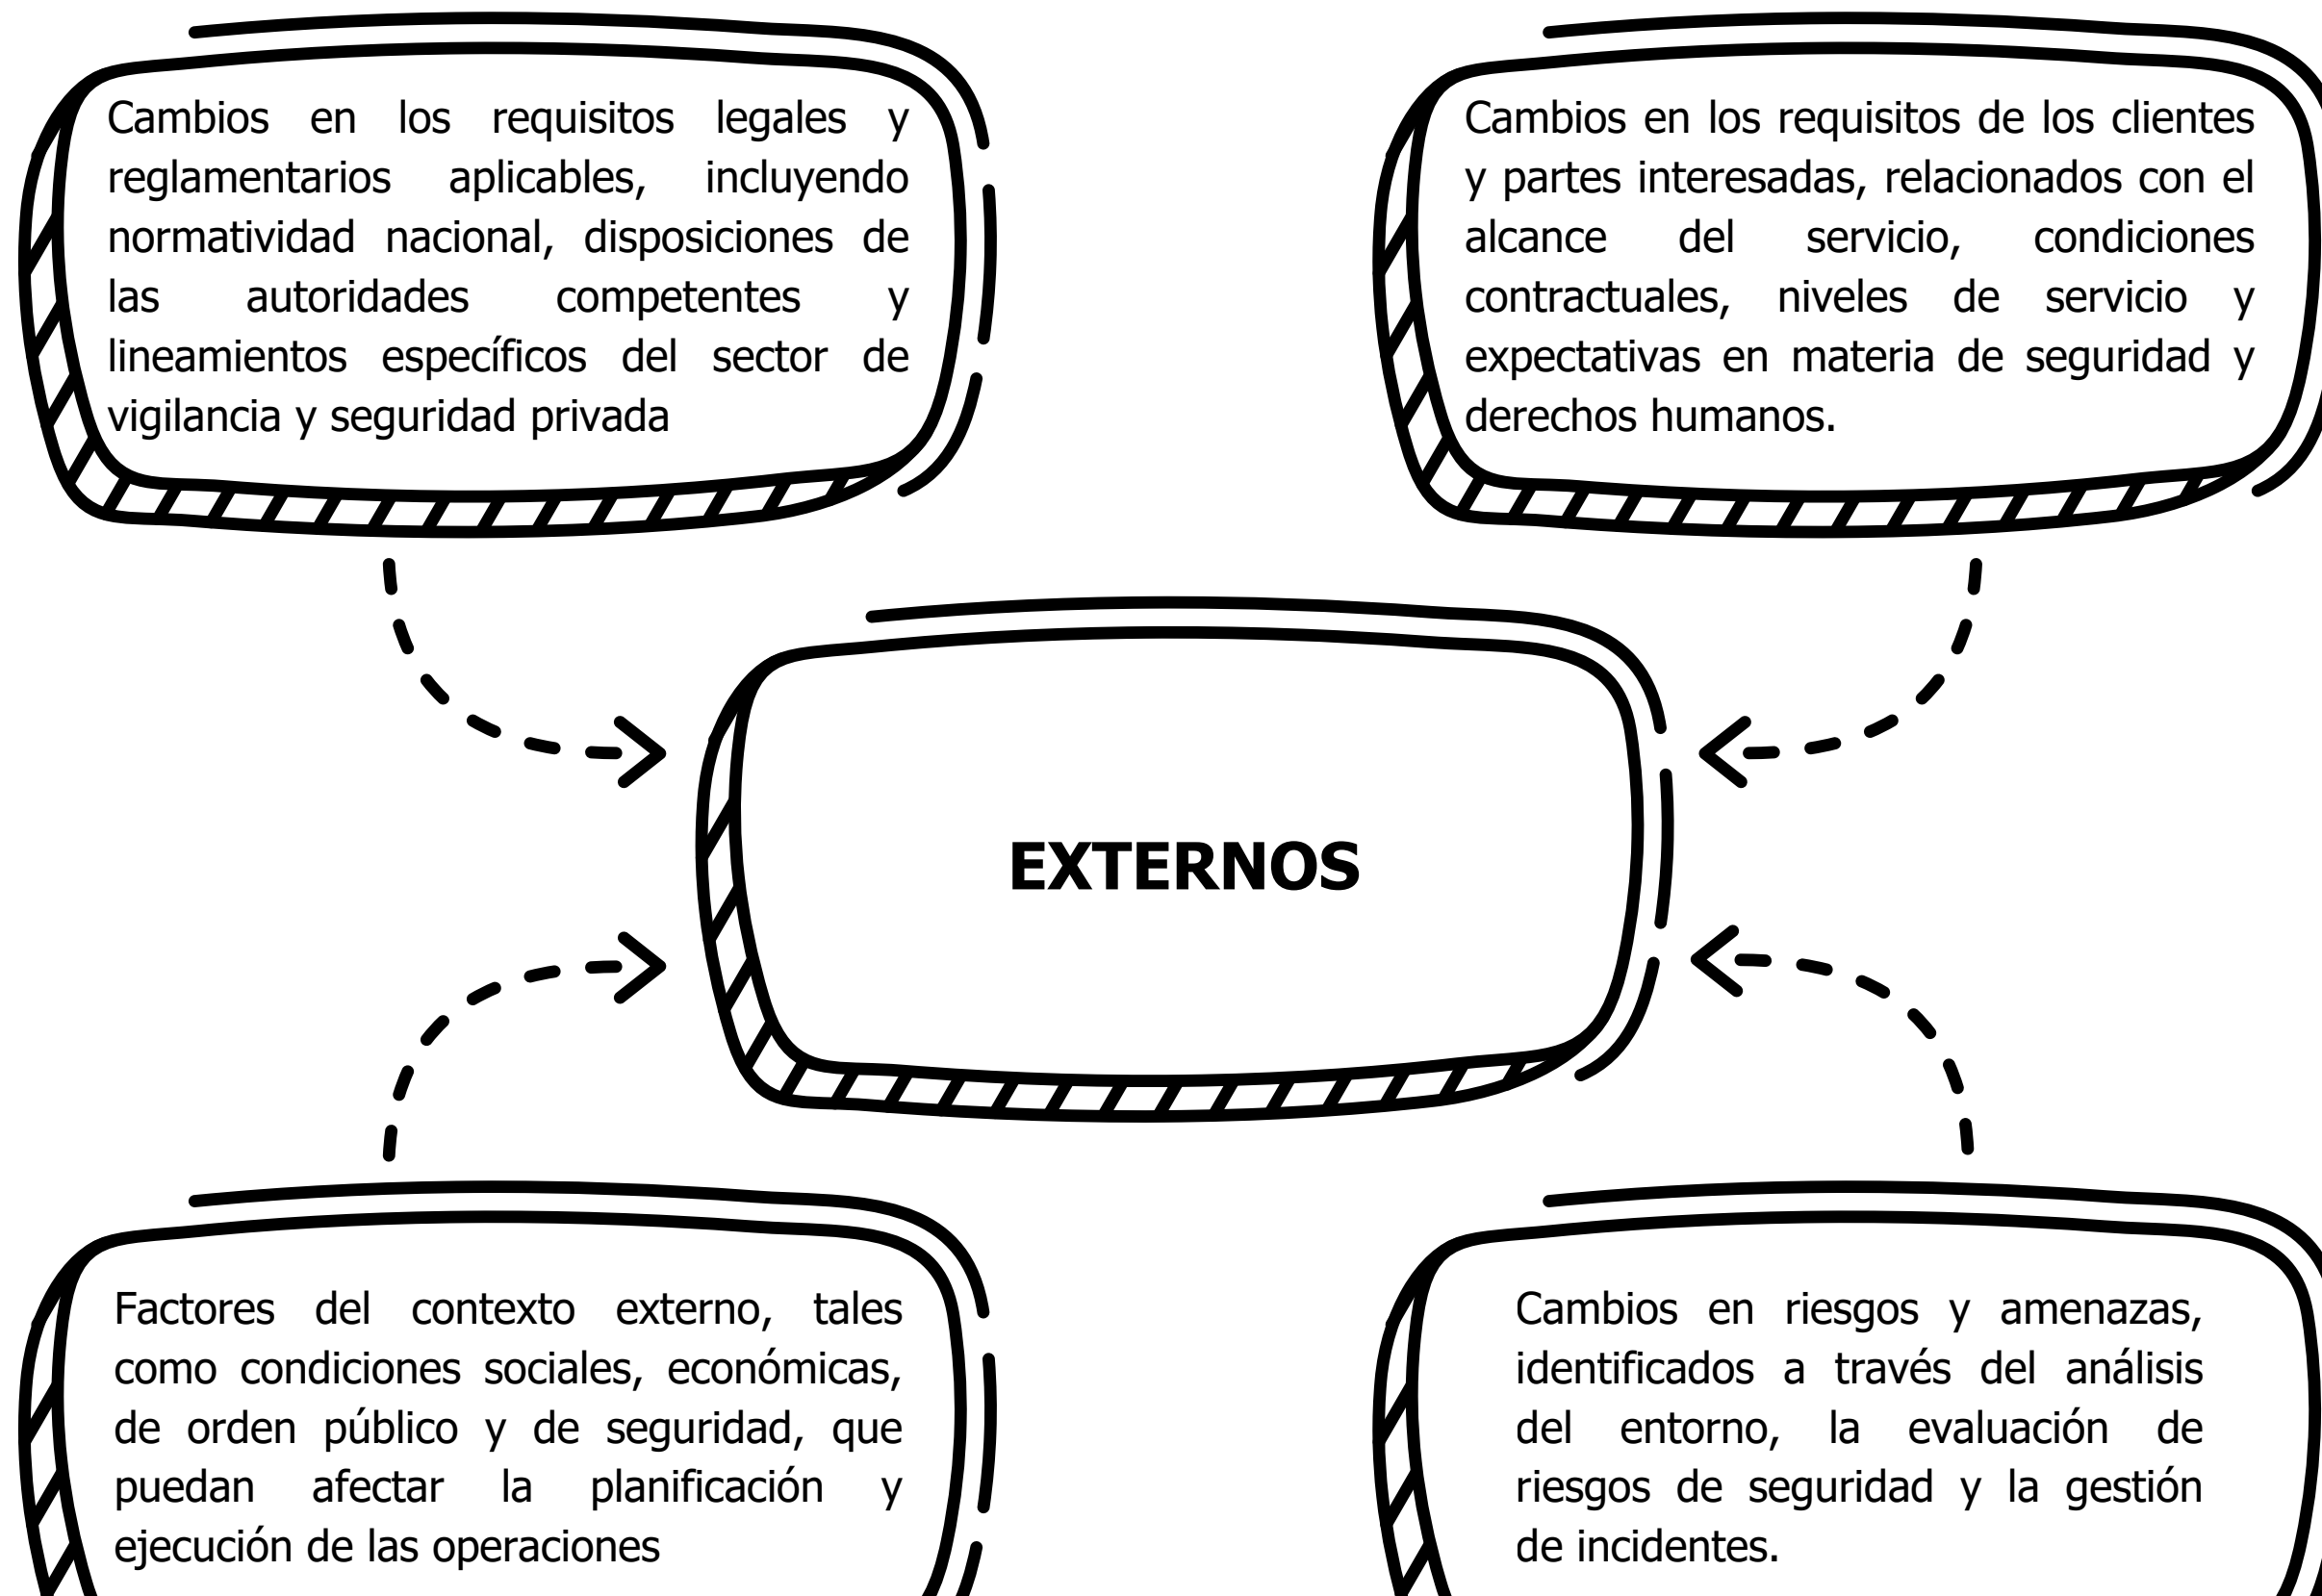 Cambios en los requisitos legales y
reglamentarios aplicables, incluyendo
normatividad nacional, disposiciones de
las autoridades competentes y
lineamientos específicos del sector de
vigilancia y seguridad privada
Cambios en los requisitos de los clientes
y partes interesadas, relacionados con el
alcance del servicio, condiciones
contractuales, niveles de servicio y
expectativas en materia de seguridad y
derechos humanos.
EXTERNOS
Factores del contexto externo, tales
como condiciones sociales, económicas,
de orden público y de seguridad, que
puedan afectar la planificación y
ejecución de las operaciones
Cambios en riesgos y amenazas,
identificados a través del análisis
del entorno, la evaluación de
riesgos de seguridad y la gestión
de incidentes.